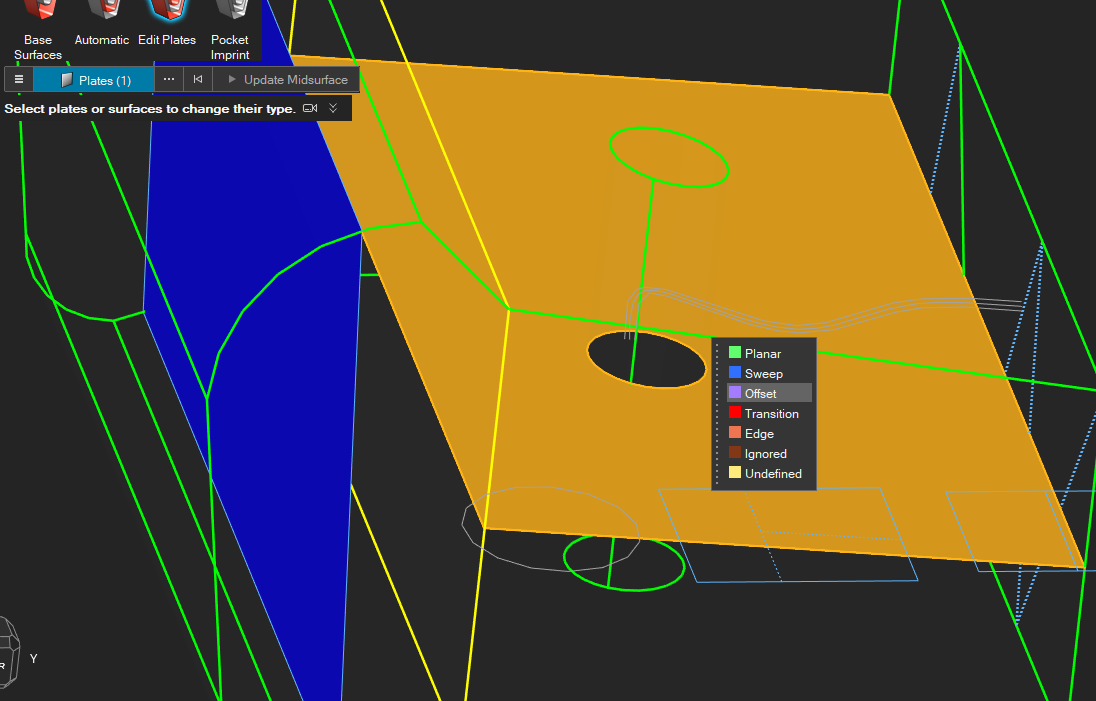 Base Surfaces
Automatic
Edit Plates
Pocket Imprint
Plates (1)
Update Midsurface
Select plates or surfaces to change their type.
Planar
Sweep
Offset
Transition
Edge
Ignored
Undefined
R
Y